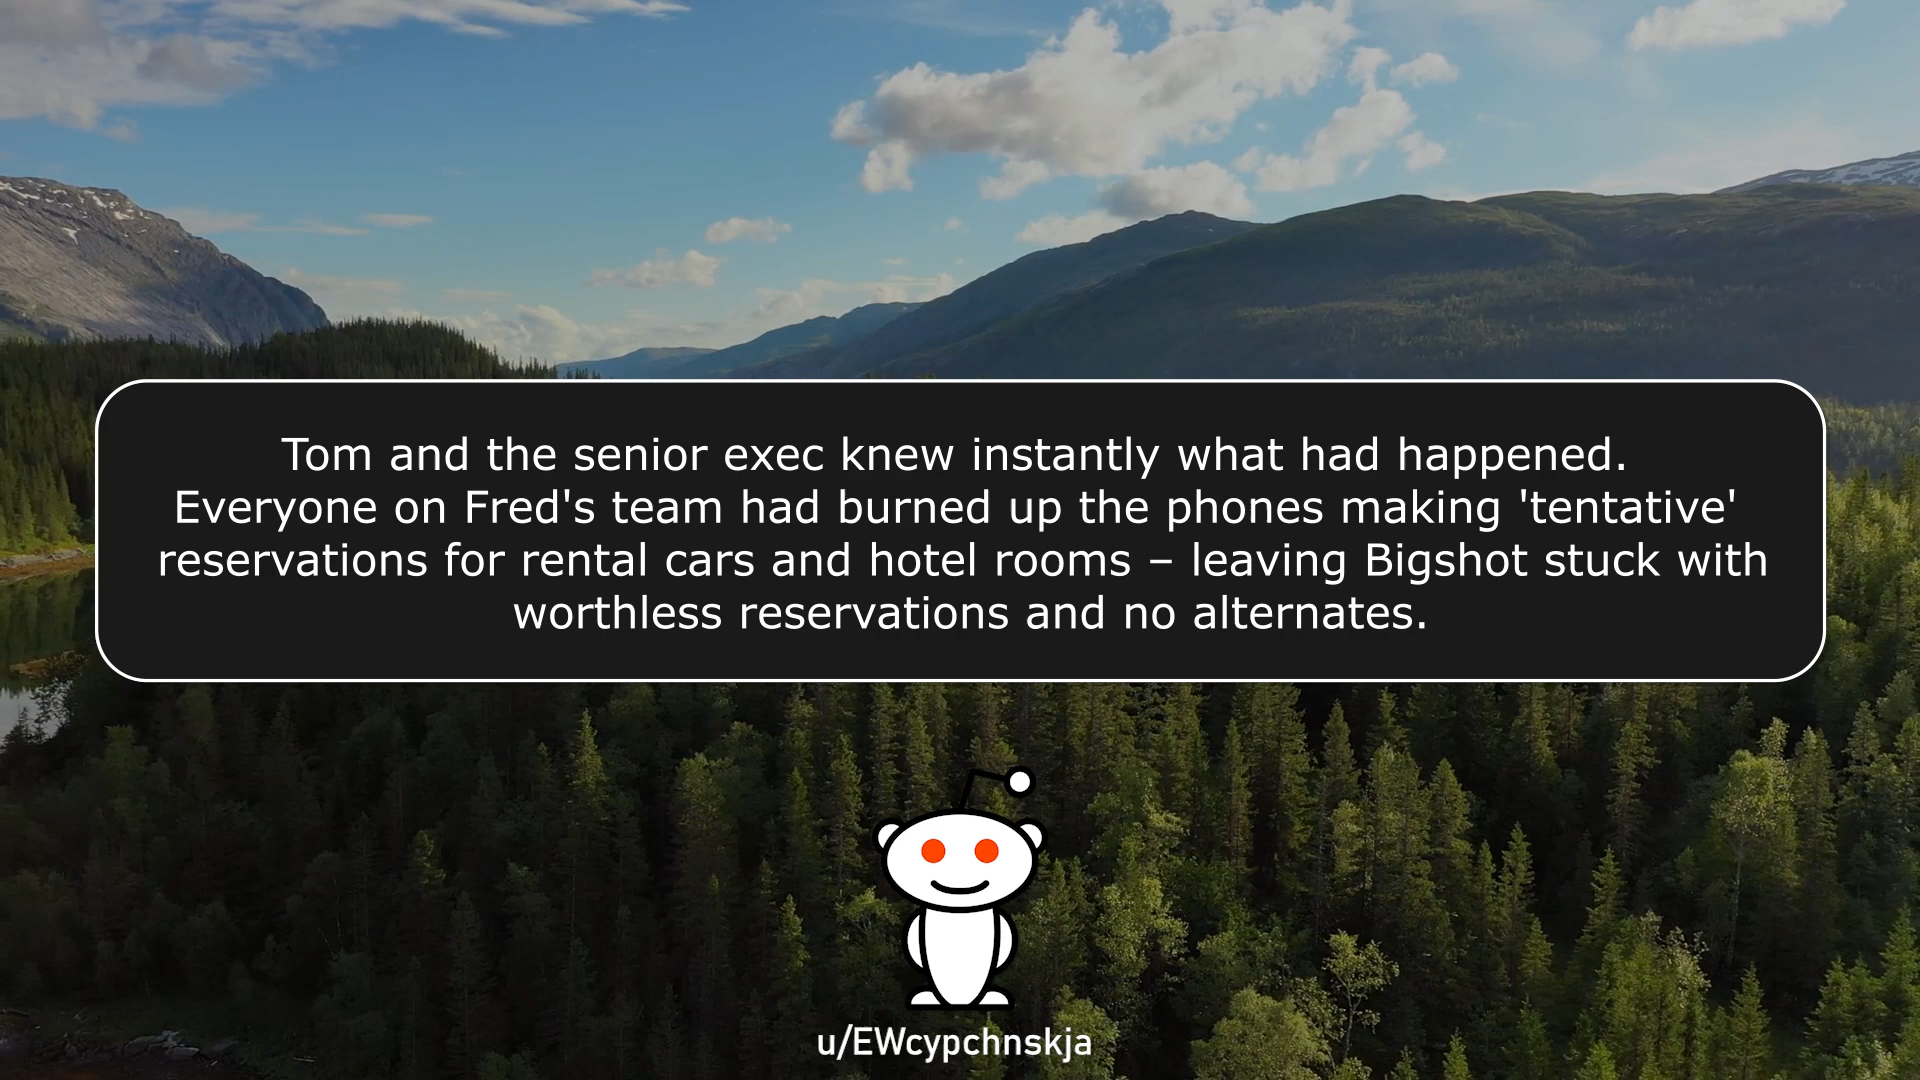 Tom and the senior exec knew instantly what had happened.
Everyone on Fred's team had burned up the phones making 'tentative'
reservations for rental cars and hotel rooms – leaving Bigshot stuck with
worthless reservations and no alternates.
u/EWcypchnskja